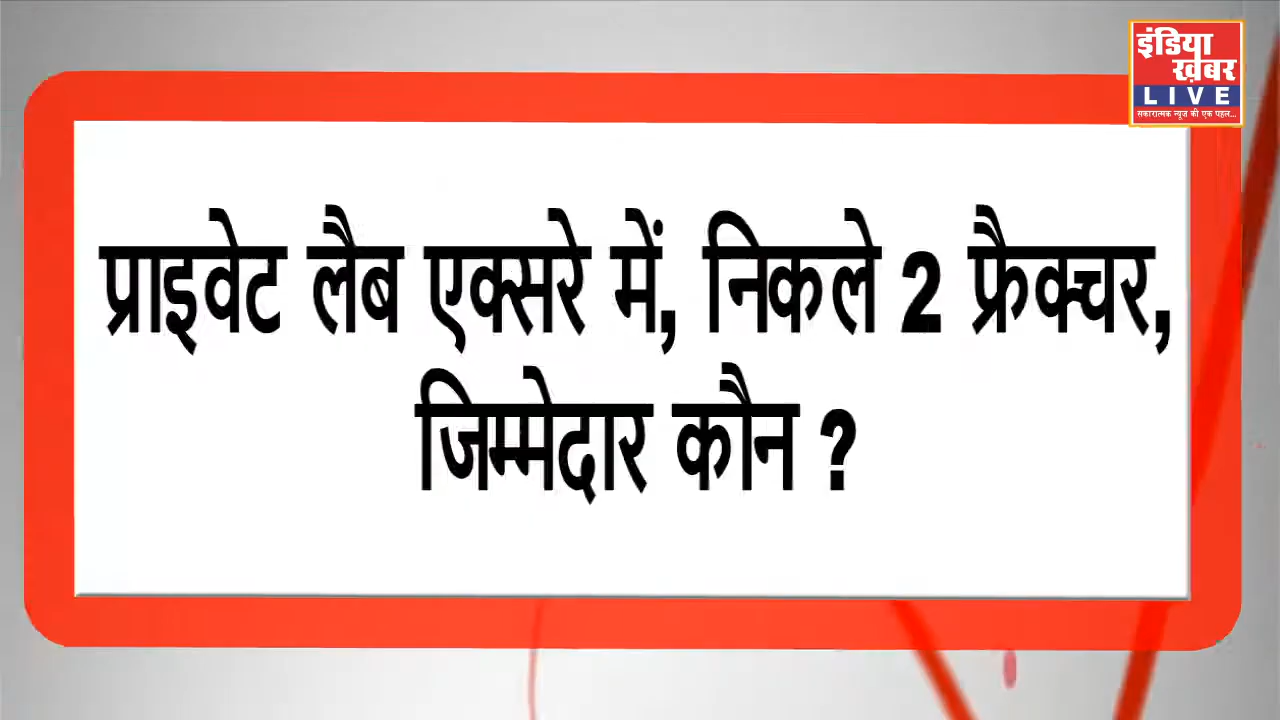 इंडिया
ख़बर
LIVE
सकारात्मक न्यूज की एक पहल...
प्राइवेट लैब एक्सरे में, निकले 2 फ्रैक्चर,
जिम्मेदार कौन ?